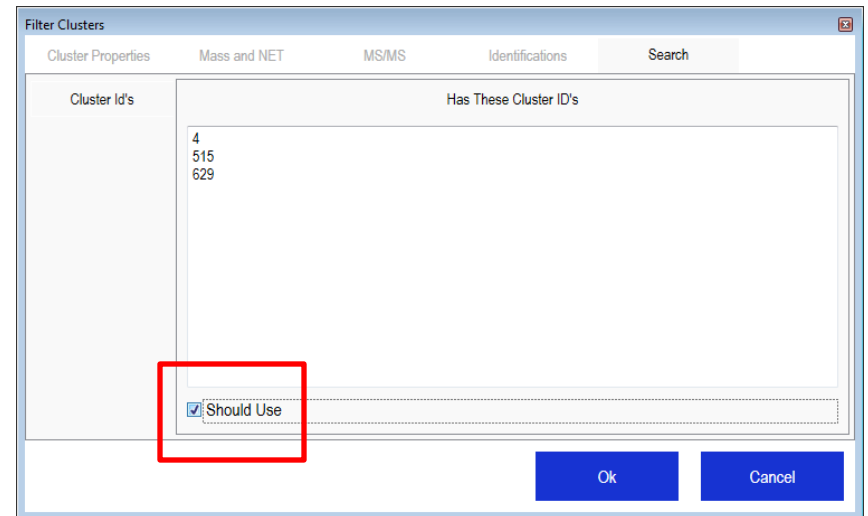 Filter Clusters
Cluster Properties Mass and NET MS/MS Identifications Search
Cluster Id's
Has These Cluster ID's
4
515
629
Should Use
Ok Cancel